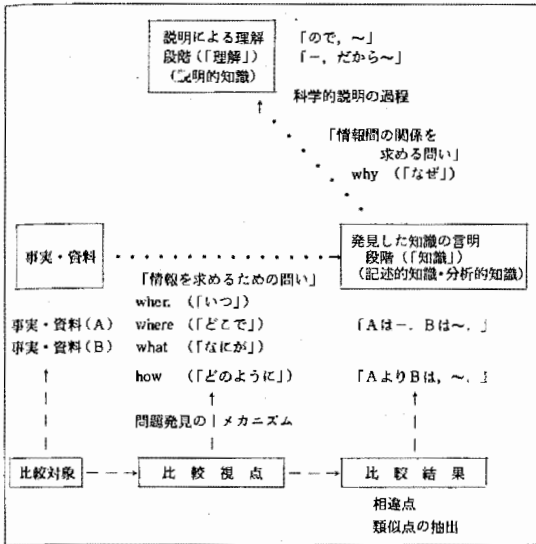 説明による理解
段階(「理解」)
(説明的知識)
「ので,〜」
「−,だから〜」
科学的説明の過程
「情報間の関係を
求める問い」
why (「なぜ」)
事実・資料
発見した知識の言明
段階(「知識」)
(記述的知識・分析的知識)
「情報を求めるための問い」
when (「いつ」)
事実・資料(A) where (「どこで」) 「Aは−.Bは〜.」
事実・資料(B) what (「なにが」)
how (「どのように」) 「AよりBは,〜.」
問題発見の メカニズム
比較対象 比較視点 比較結果
相違点
類似点の抽出